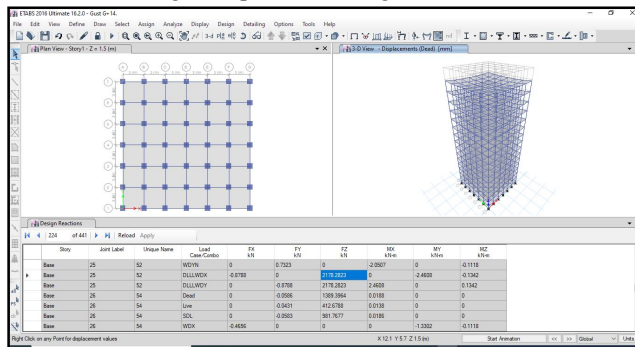 ETABS 2016 Ultimate 16.2.0 - Gust G+14.
File Edit View Define Draw Select Assign Analyze Display Design Detailing Options Tools Help
Plan View - Story1 - Z = 1.5 (m)
3-D View - Displacements (Dead) [mm]
Design Reactions
224 of 441 Reload Apply
Story Joint Label Unique Name Load Case/Combo FX kN FY kN FZ kN MX kN-m MY kN-m MZ kN-m
Base 25 52 WDYN 0 0.7323 0 -2.0507 0 -0.1118
Base 25 52 DLLLWDX -0.8788 0 2178.2823 0 -2.4608 -0.1342
Base 25 52 DLLLWDY 0 -0.8788 2178.2823 2.4608 0 0.1342
Base 26 54 Dead 0 -0.0586 1389.3964 0.0188 0 0
Base 26 54 Live 0 -0.0431 412.6788 0.0138 0 0
Base 26 54 SDL 0 -0.0583 981.7677 0.0186 0 0
Base 26 54 WDX -0.4656 0 0 0 -1.3302 -0.1118
Right Click on any Point for displacement values
X 12.1 Y 5.7 Z 1.5 (m)
Start Animation
<< >> Global Units